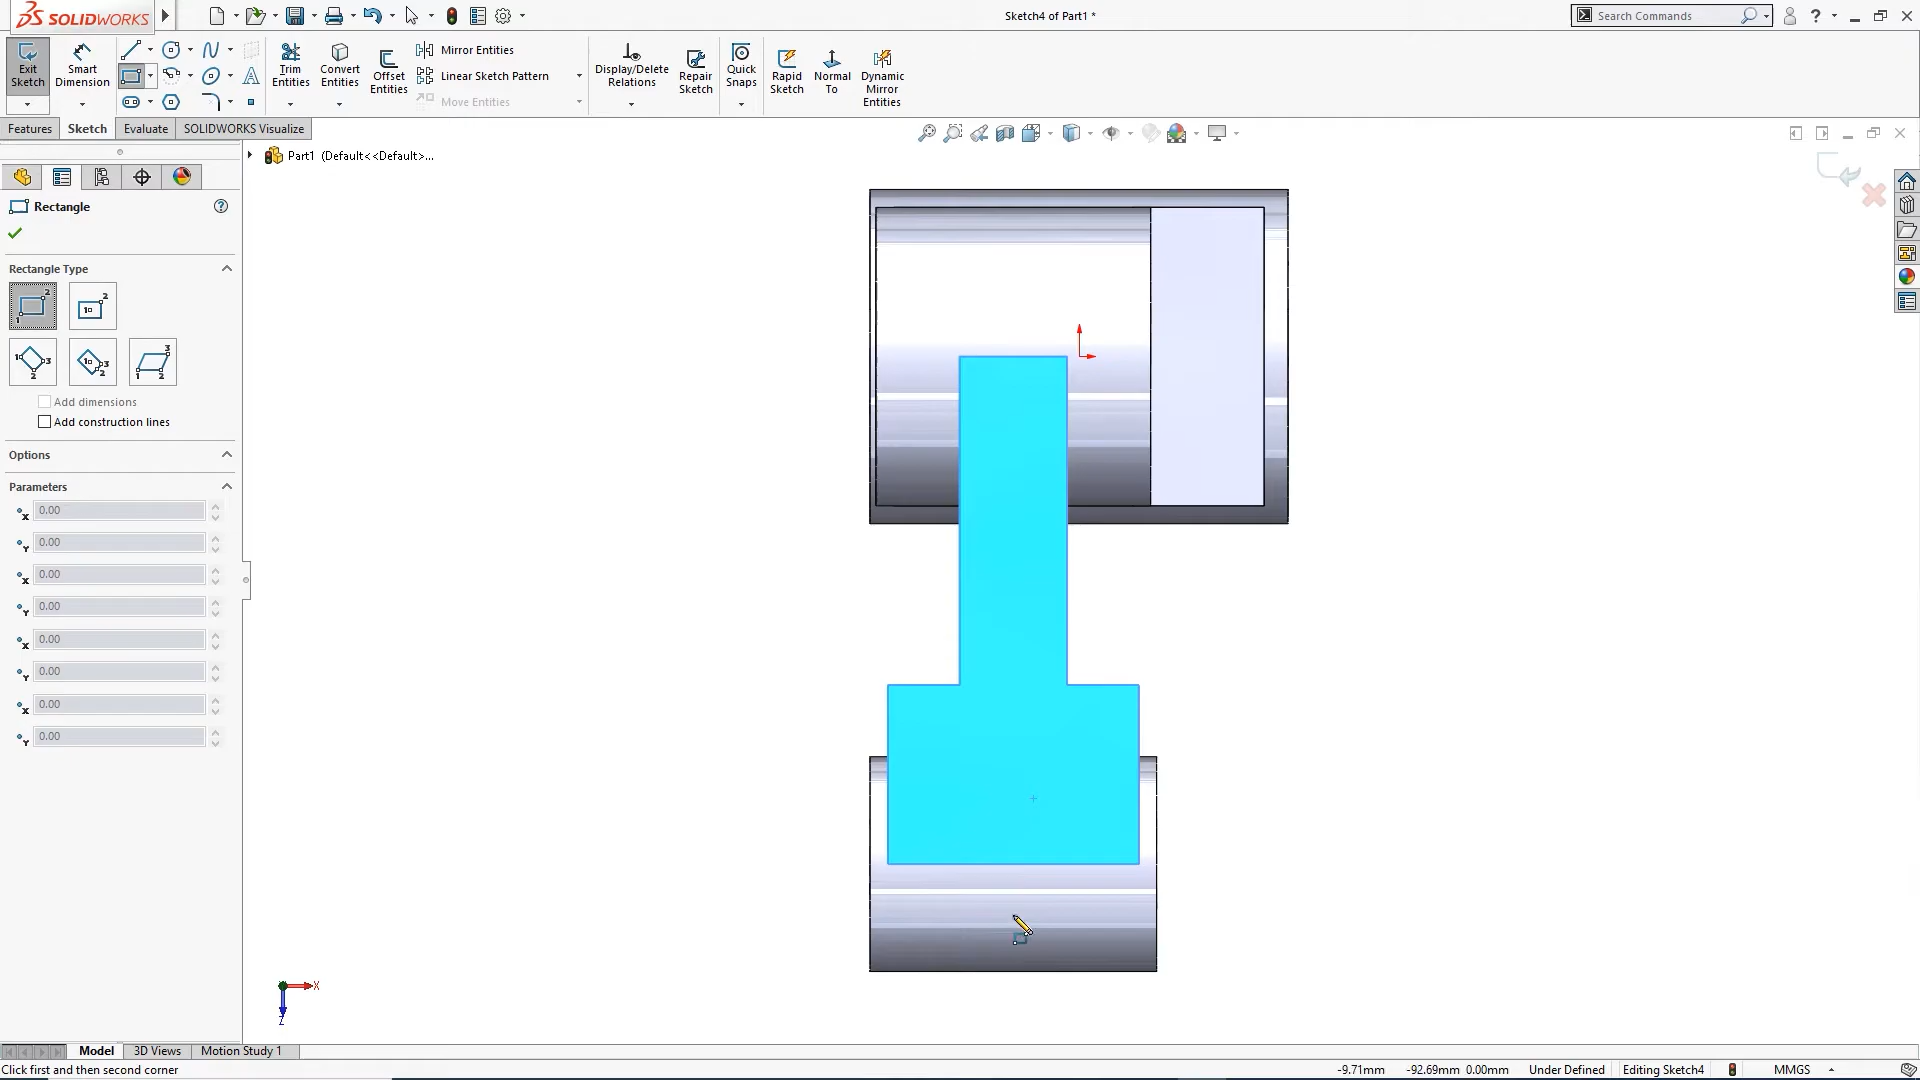 SOLIDWORKS
Sketch4 of Part1 *
Search Commands
Exit Sketch
Smart Dimension
Trim Entities
Convert Entities
Offset Entities
Mirror Entities
Linear Sketch Pattern
Move Entities
Display/Delete Relations
Repair Sketch
Quick Snaps
Rapid Sketch
Normal To
Dynamic Mirror Entities
Features
Sketch
Evaluate
SOLIDWORKS Visualize
Part1 (Default<<Default>...
Rectangle
Rectangle Type
Add dimensions
Add construction lines
Options
Parameters
0.00
0.00
0.00
0.00
0.00
0.00
0.00
0.00
X
Z
Model
3D Views
Motion Study 1
Click first and then second corner
-9.71mm
-92.69mm 0.00mm
Under Defined
Editing Sketch4
MMGS